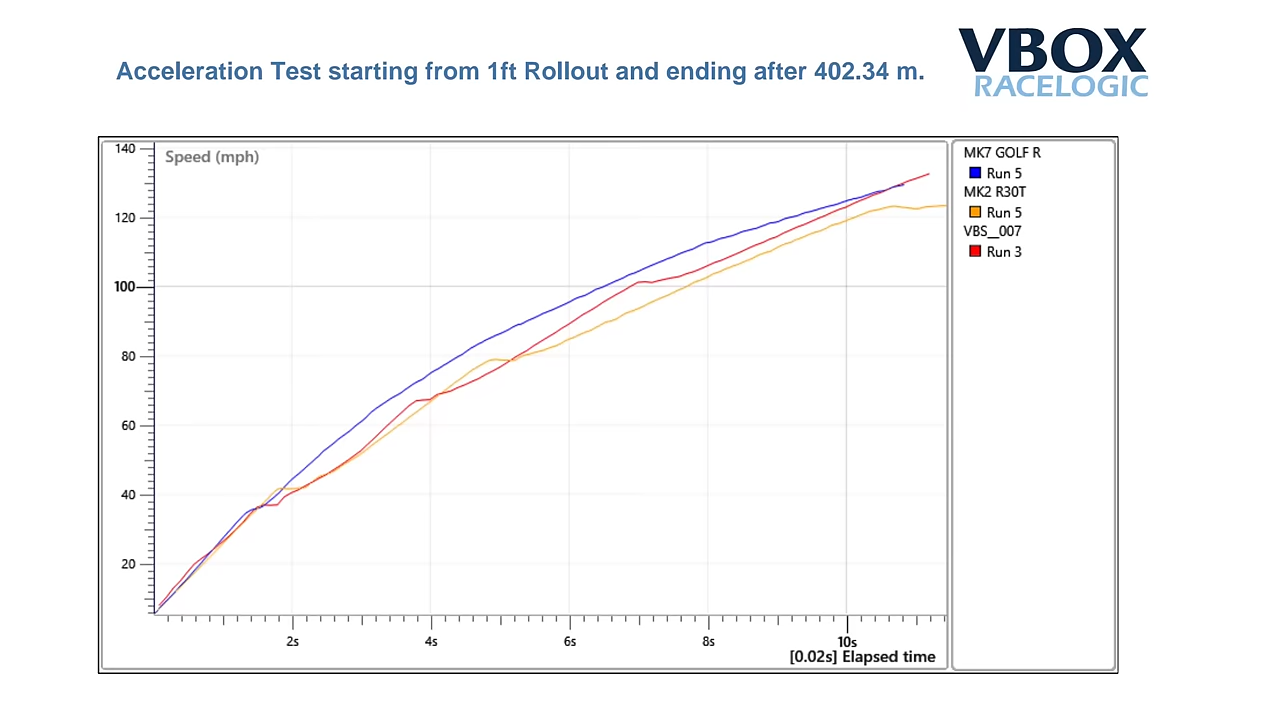 Acceleration Test starting from 1ft Rollout and ending after 402.34 m.
VBOX
RACELOGIC
Speed (mph)
140
120
100
80
60
40
20
2s
4s
6s
8s
10s
[0.02s] Elapsed time
MK7 GOLF R
Run 5
MK2 R30T
Run 5
VBS__007
Run 3